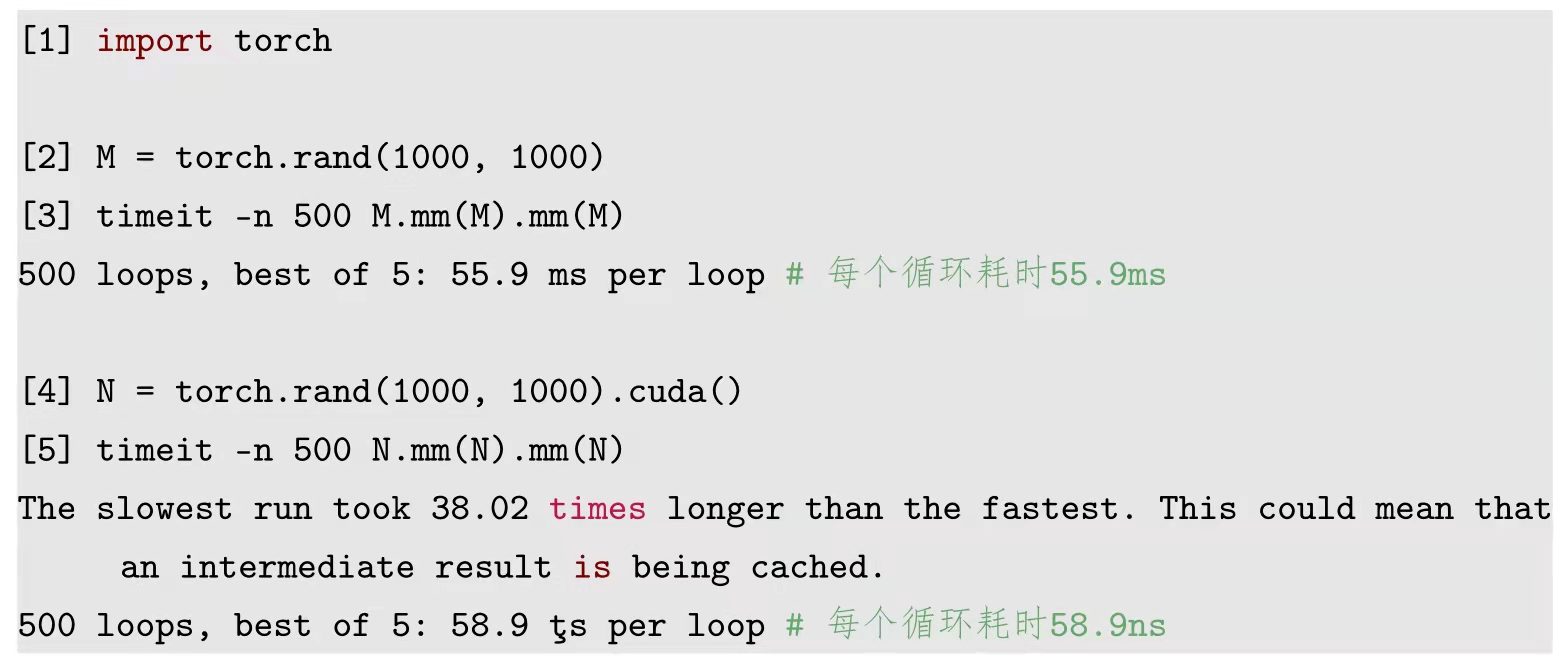 [1] import torch
[2] M = torch.rand(1000, 1000)
[3] timeit -n 500 M.mm(M).mm(M)
500 loops, best of 5: 55.9 ms per loop # 每个循环耗时55.9ms
[4] N = torch.rand(1000, 1000).cuda()
[5] timeit -n 500 N.mm(N).mm(N)
The slowest run took 38.02 times longer than the fastest. This could mean that
an intermediate result is being cached.
500 loops, best of 5: 58.9 ţs per loop # 每个循环耗时58.9ns